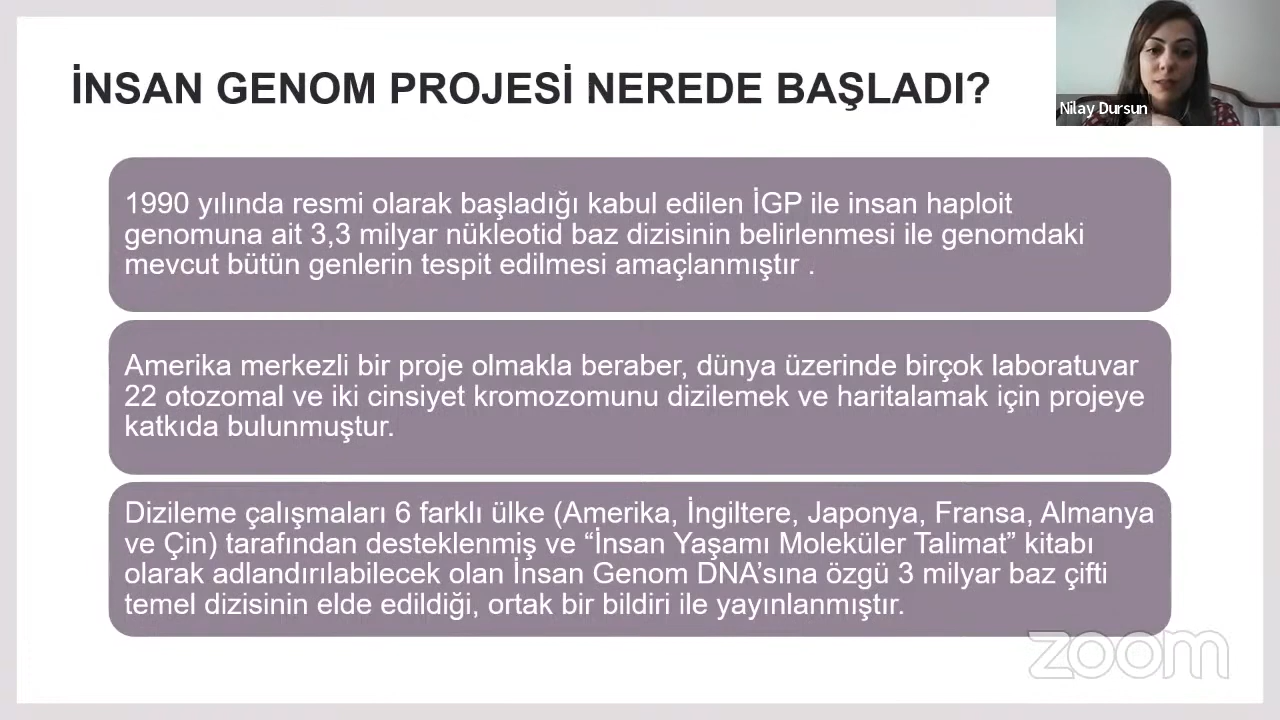 İNSAN GENOM PROJESİ NEREDE BAŞLADI?
Nilay Dursun
1990 yılında resmi olarak başladığı kabul edilen İGP ile insan haploit
genomuna ait 3,3 milyar nükleotid baz dizisinin belirlenmesi ile genomdaki
mevcut bütün genlerin tespit edilmesi amaçlanmıştır .
Amerika merkezli bir proje olmakla beraber, dünya üzerinde birçok laboratuvar
22 otozomal ve iki cinsiyet kromozomunu dizilemek ve haritalamak için projeye
katkıda bulunmuştur.
Dizileme çalışmaları 6 farklı ülke (Amerika, İngiltere, Japonya, Fransa, Almanya
ve Çin) tarafından desteklenmiş ve “İnsan Yaşamı Moleküler Talimat” kitabı
olarak adlandırılabilecek olan İnsan Genom DNA’sına özgü 3 milyar baz çifti
temel dizisinin elde edildiği, ortak bir bildiri ile yayınlanmıştır.
zoom